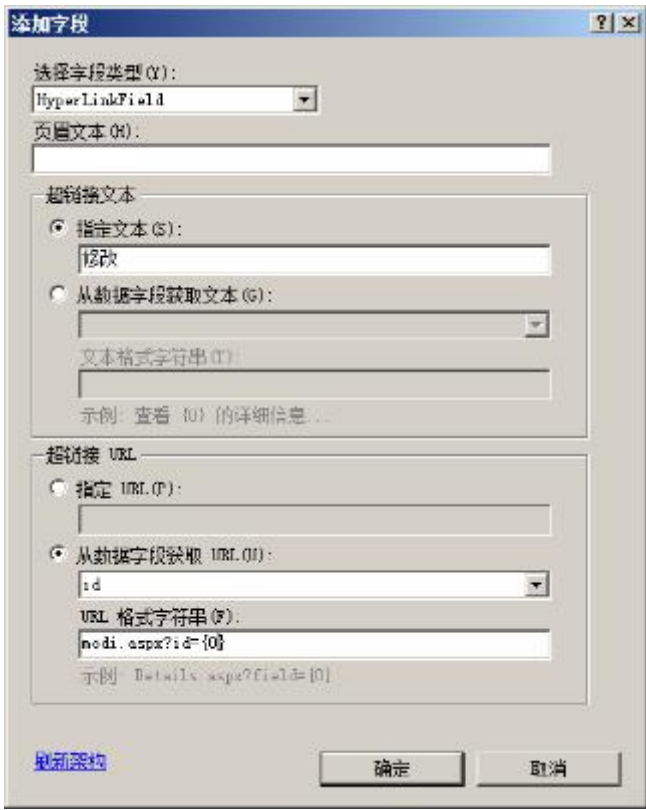 添加字段
选择字段类型(Y):
HyperLinkField
页眉文本(H):
超链接文本
指定文本(S):
修改
从数据字段获取文本(G):
文本格式字符串(T):
示例: 查看 {0} 的详细信息...
超链接 URL
指定 URL(P):
从数据字段获取 URL(U):
id
URL 格式字符串(F):
modi.aspx?id={0}
示例: Details.aspx?field={0}
刷新架构
确定 取消